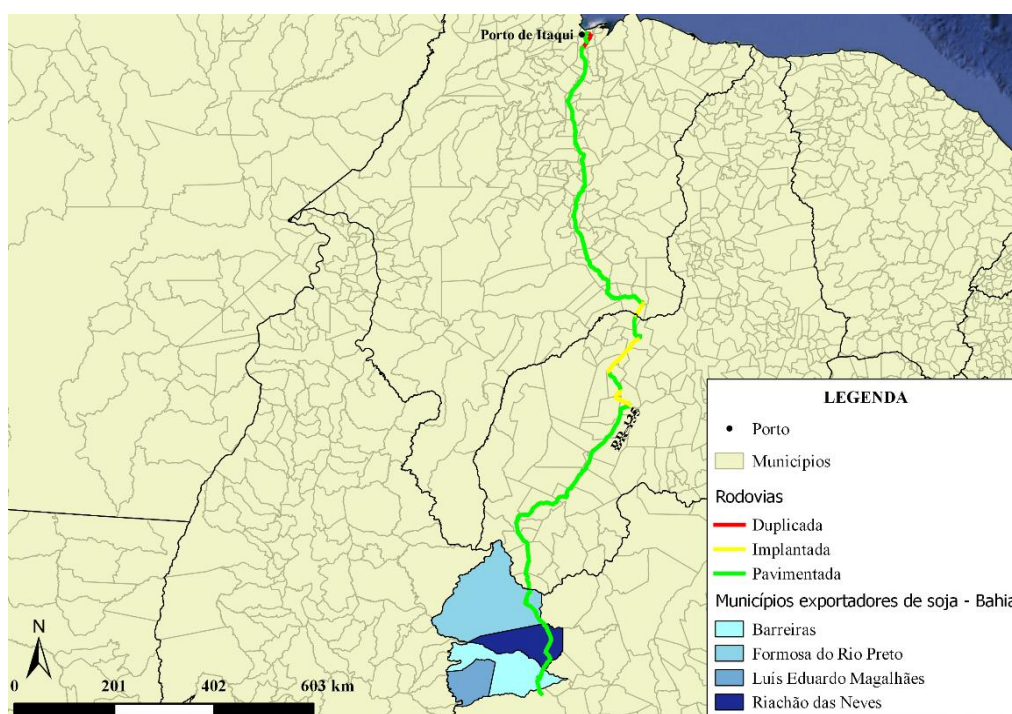 Porto de Itaqui
LEGENDA
Porto
Municípios
Rodovias
Duplicada
Implantada
Pavimentada
Municípios exportadores de soja - Bahia
Barreiras
Formosa do Rio Preto
Luís Eduardo Magalhães
Riachão das Neves
N
0 201 402 603 km